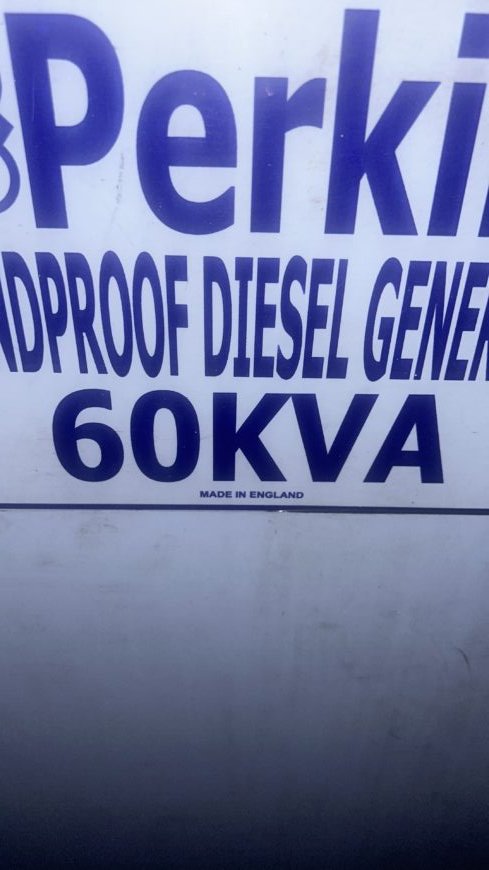 Perki
NDPROOF DIESEL GENER
60KVA
MADE IN ENGLAND